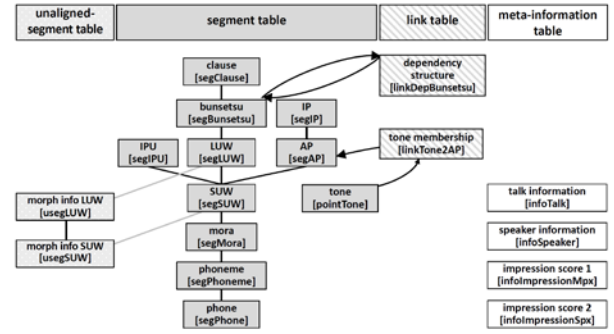 unaligned-
segment table
segment table
link table
meta-information
table
clause
[segClause]
dependency
structure
[linkDepBunsetsu]
bunsetsu
[segBunsetsu]
IP
[segIP]
IPU
[segIPU]
LUW
[segLUW]
AP
[segAP]
tone membership
[linkTone2AP]
SUW
[segSUW]
tone
[pointTone]
morph info LUW
[usegLUW]
morph info SUW
[usegSUW]
mora
[segMora]
phoneme
[segPhoneme]
phone
[segPhone]
talk information
[infoTalk]
speaker information
[infoSpeaker]
impression score 1
[infoImpressionMpx]
impression score 2
[infoImpressionSpx]